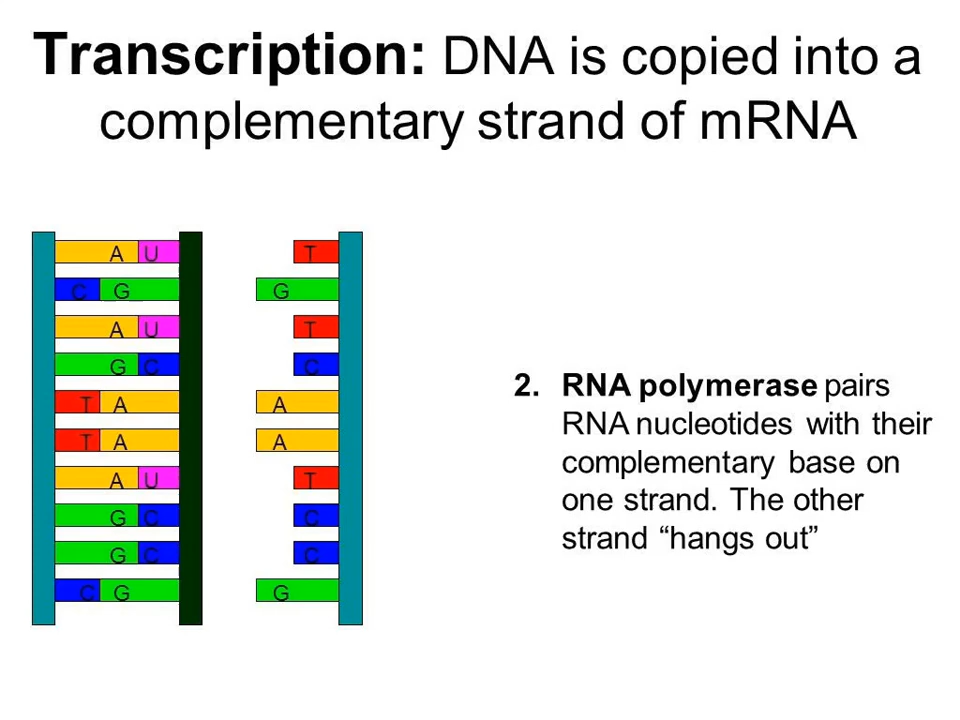 Transcription: DNA is copied into a
complementary strand of mRNA
A U T
C G G
A U T
G C C
T A A
T A A
A U T
G C C
G C C
C G G
2. RNA polymerase pairs
RNA nucleotides with their
complementary base on
one strand. The other
strand “hangs out”